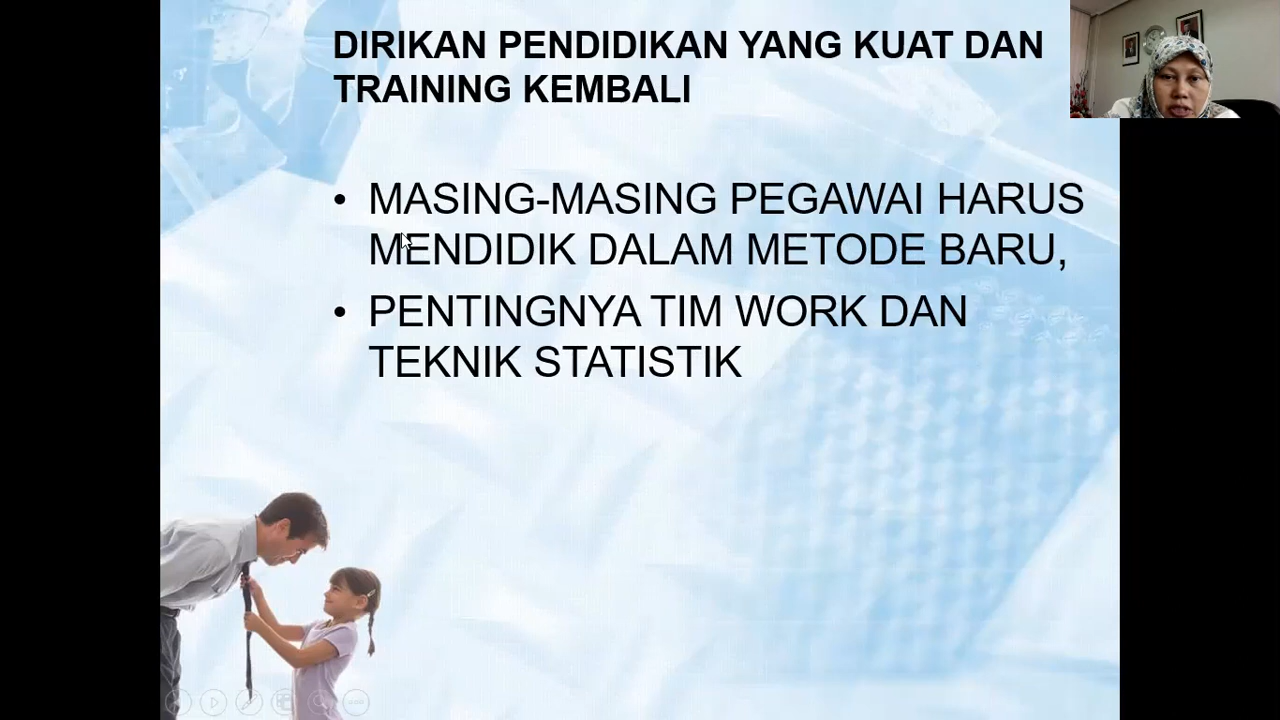 DIRIKAN PENDIDIKAN YANG KUAT DAN
TRAINING KEMBALI
• MASING-MASING PEGAWAI HARUS
MENDIDIK DALAM METODE BARU,
• PENTINGNYA TIM WORK DAN
TEKNIK STATISTIK